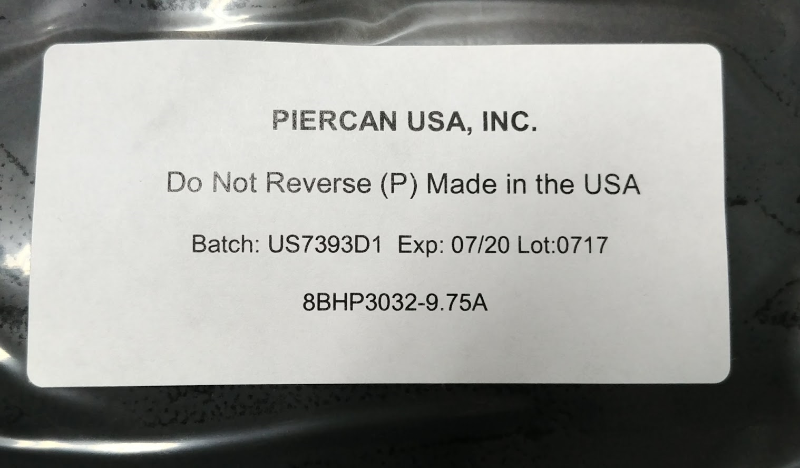 PIERCAN USA, INC.
Do Not Reverse (P) Made in the USA
Batch: US7393D1 Exp: 07/20 Lot:0717
8BHP3032-9.75A